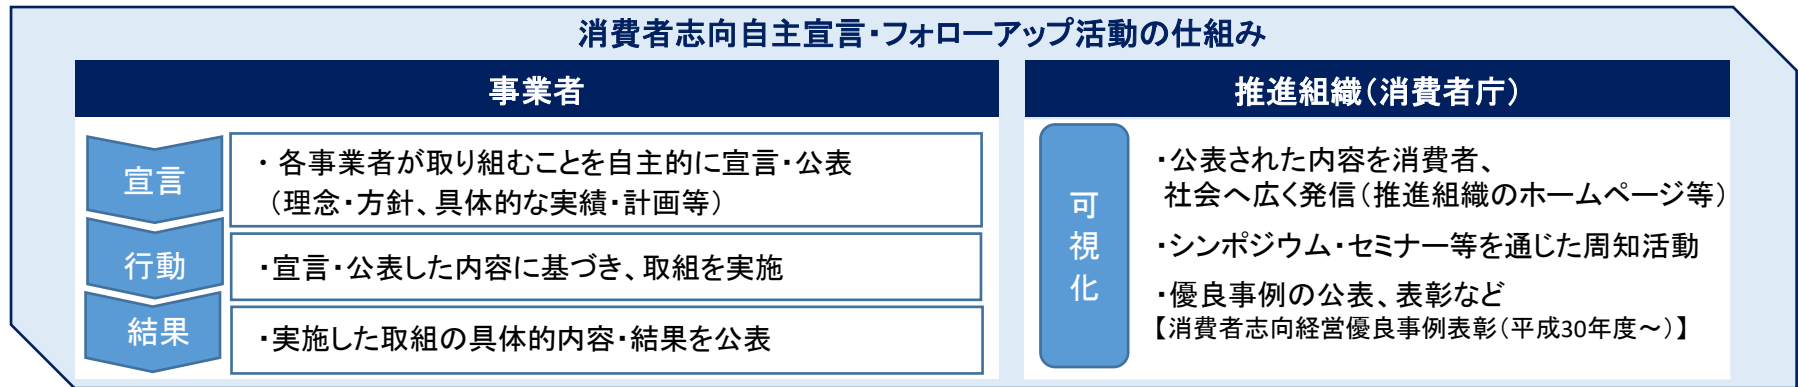 消費者志向自主宣言・フォローアップ活動の仕組み
事業者
宣言
・ 各事業者が取り組むことを自主的に宣言・公表
（理念・方針、具体的な実績・計画等）
行動
・宣言・公表した内容に基づき、取組を実施
結果
・実施した取組の具体的内容・結果を公表
推進組織（消費者庁）
可視化
・公表された内容を消費者、
社会へ広く発信（推進組織のホームページ等）
・シンポジウム・セミナー等を通じた周知活動
・優良事例の公表、表彰など
【消費者志向経営優良事例表彰（平成30年度～）】